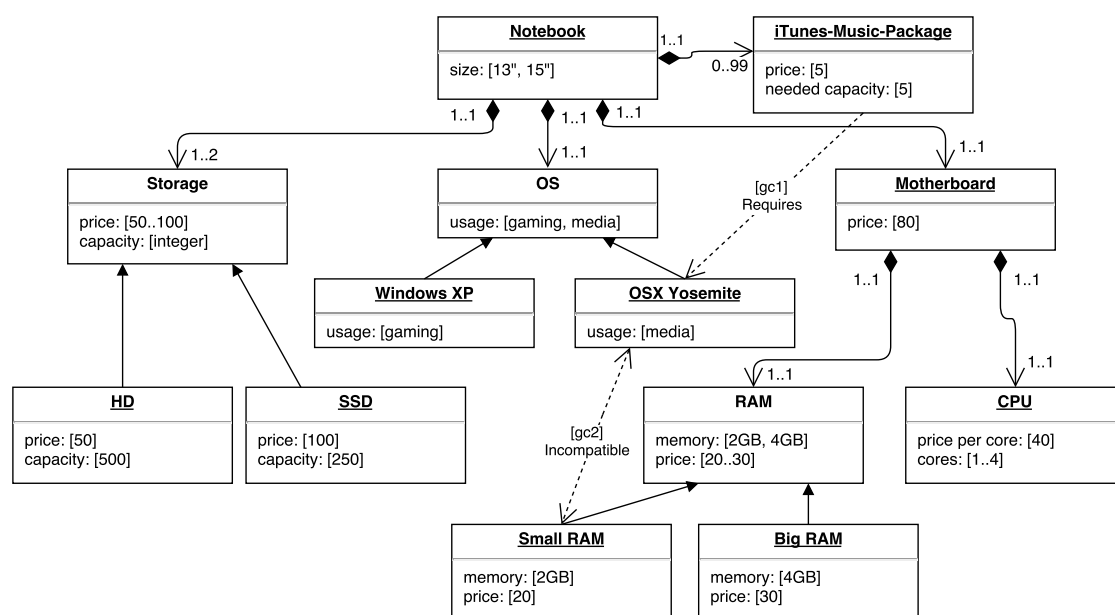 Notebook
size: [13", 15"]
1..1
0..99
iTunes-Music-Package
price: [5]
needed capacity: [5]
1..1
1..1
1..1
1..2
1..1
1..1
Storage
price: [50..100]
capacity: [integer]
OS
usage: [gaming, media]
[gc1]
Requires
Motherboard
price: [80]
1..1
1..1
Windows XP
usage: [gaming]
OSX Yosemite
usage: [media]
1..1
1..1
HD
price: [50]
capacity: [500]
SSD
price: [100]
capacity: [250]
[gc2]
Incompatible
RAM
memory: [2GB, 4GB]
price: [20..30]
CPU
price per core: [40]
cores: [1..4]
Small RAM
memory: [2GB]
price: [20]
Big RAM
memory: [4GB]
price: [30]